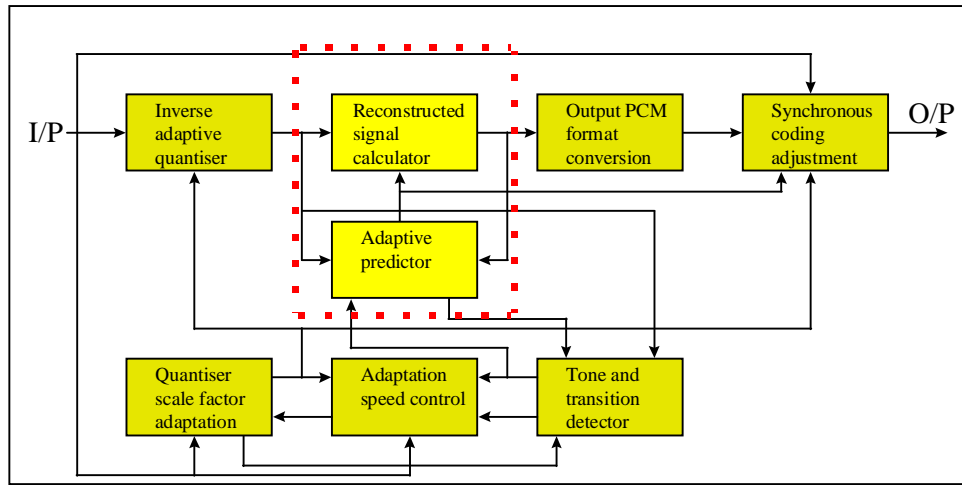 I/P
Inverse
adaptive
quantiser
Reconstructed
signal
calculator
Output PCM
format
conversion
Synchronous
coding
adjustment
O/P
Adaptive
predictor
Quantiser
scale factor
adaptation
Adaptation
speed control
Tone and
transition
detector